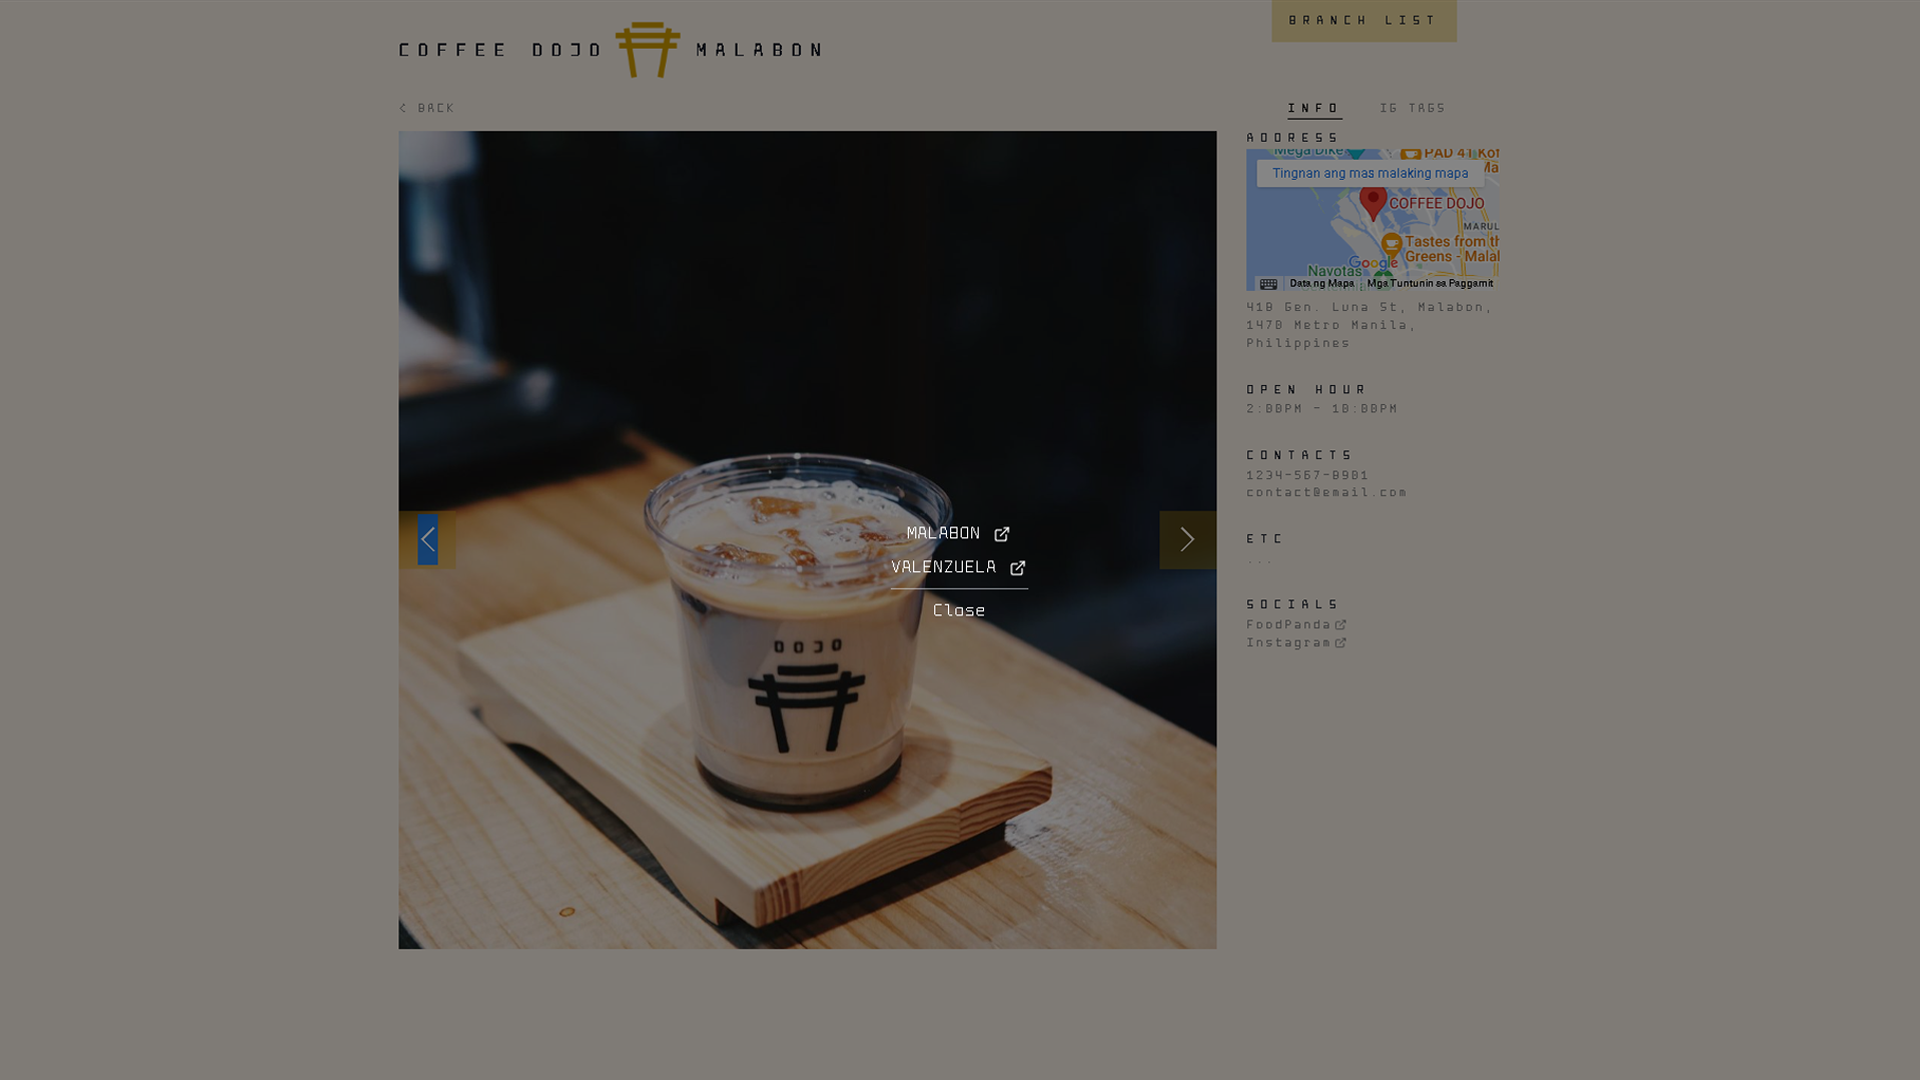 BRANCH LIST
COFFEE DOJO MALABON
< BACK
INFO IG TAGS
ADDRESS
Mega Dike
PAD 41 Kof
Ma
Tingnan ang mas malaking mapa
COFFEE DOJO
MARUL
Tastes from th
Greens - Malal
Google
Navotas
Data ng Mapa Mga Tuntunin sa Paggamit
41B Gen. Luna St, Malabon,
1470 Metro Manila,
Philippines
OPEN HOUR
2:00PM - 10:00PM
CONTACTS
1234-567-8981
contact@email.com
MALABON
VALENZUELA
Close
ETC
...
SOCIALS
FoodPanda
Instagram
DOJO